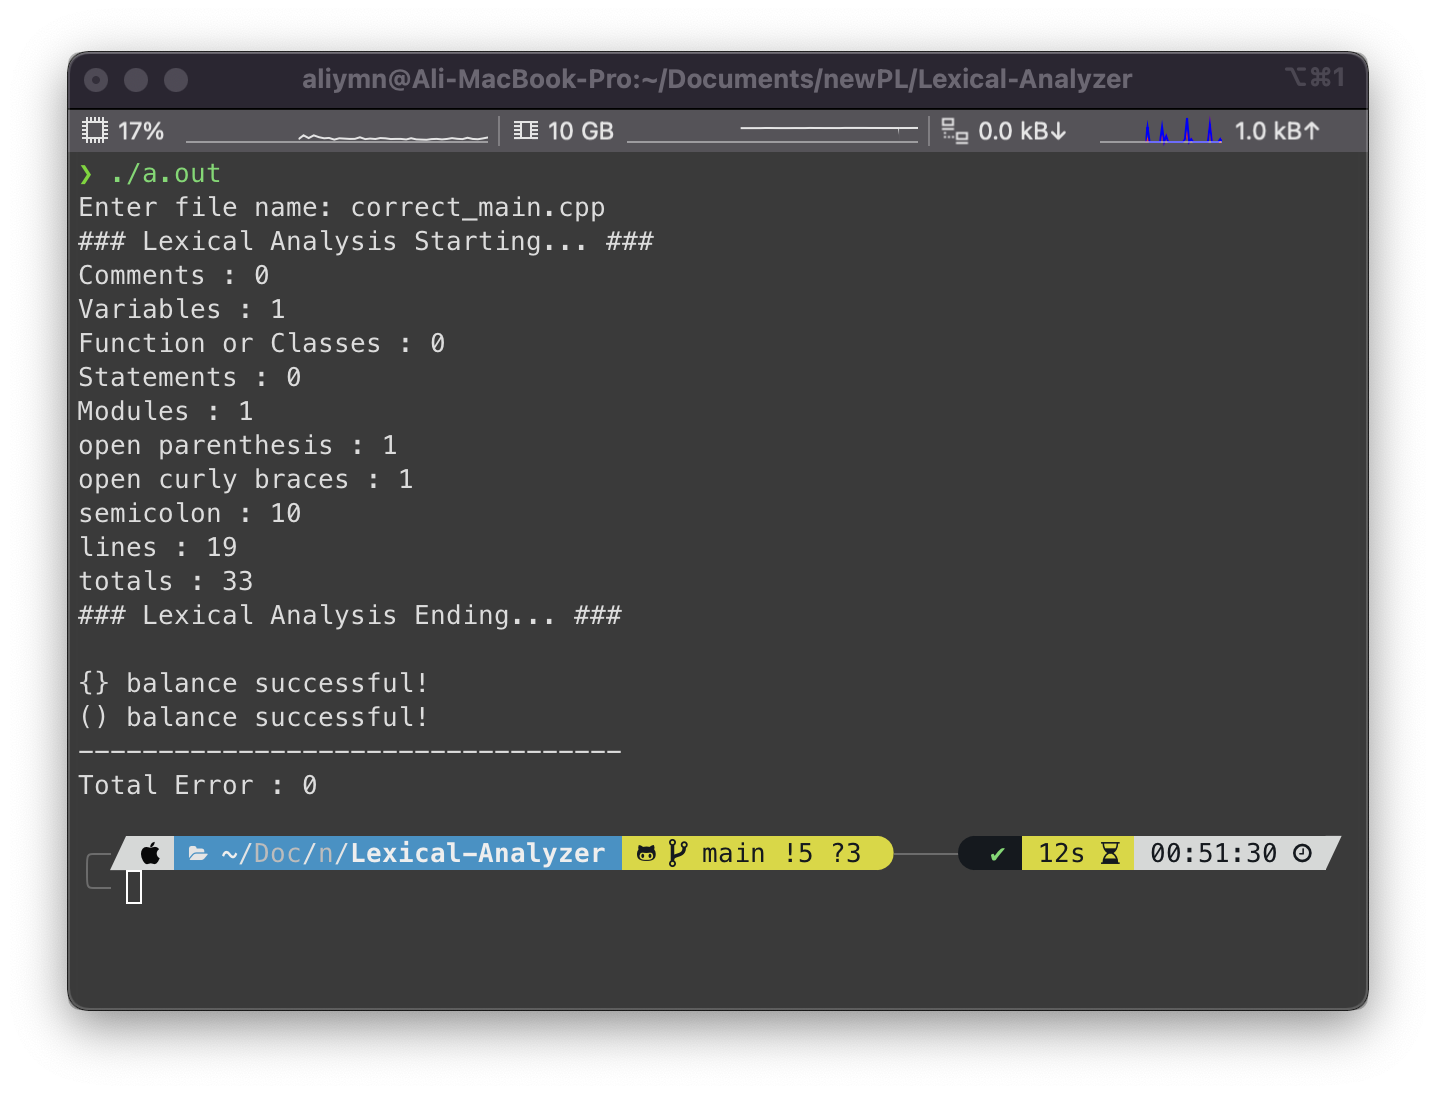 aliymn@Ali-MacBook-Pro:~/Documents/newPL/Lexical-Analyzer ⌥⌘1
17% 10 GB 0.0 kB↓ 1.0 kB↑
❯ ./a.out
Enter file name: correct_main.cpp
### Lexical Analysis Starting... ###
Comments : 0
Variables : 1
Function or Classes : 0
Statements : 0
Modules : 1
open parenthesis : 1
open curly braces : 1
semicolon : 10
lines : 19
totals : 33
### Lexical Analysis Ending... ###
{} balance successful!
() balance successful!
----------------------------------
Total Error : 0
~/Doc/n/Lexical-Analyzer main !5 ?3 ✔ 12s 00:51:30